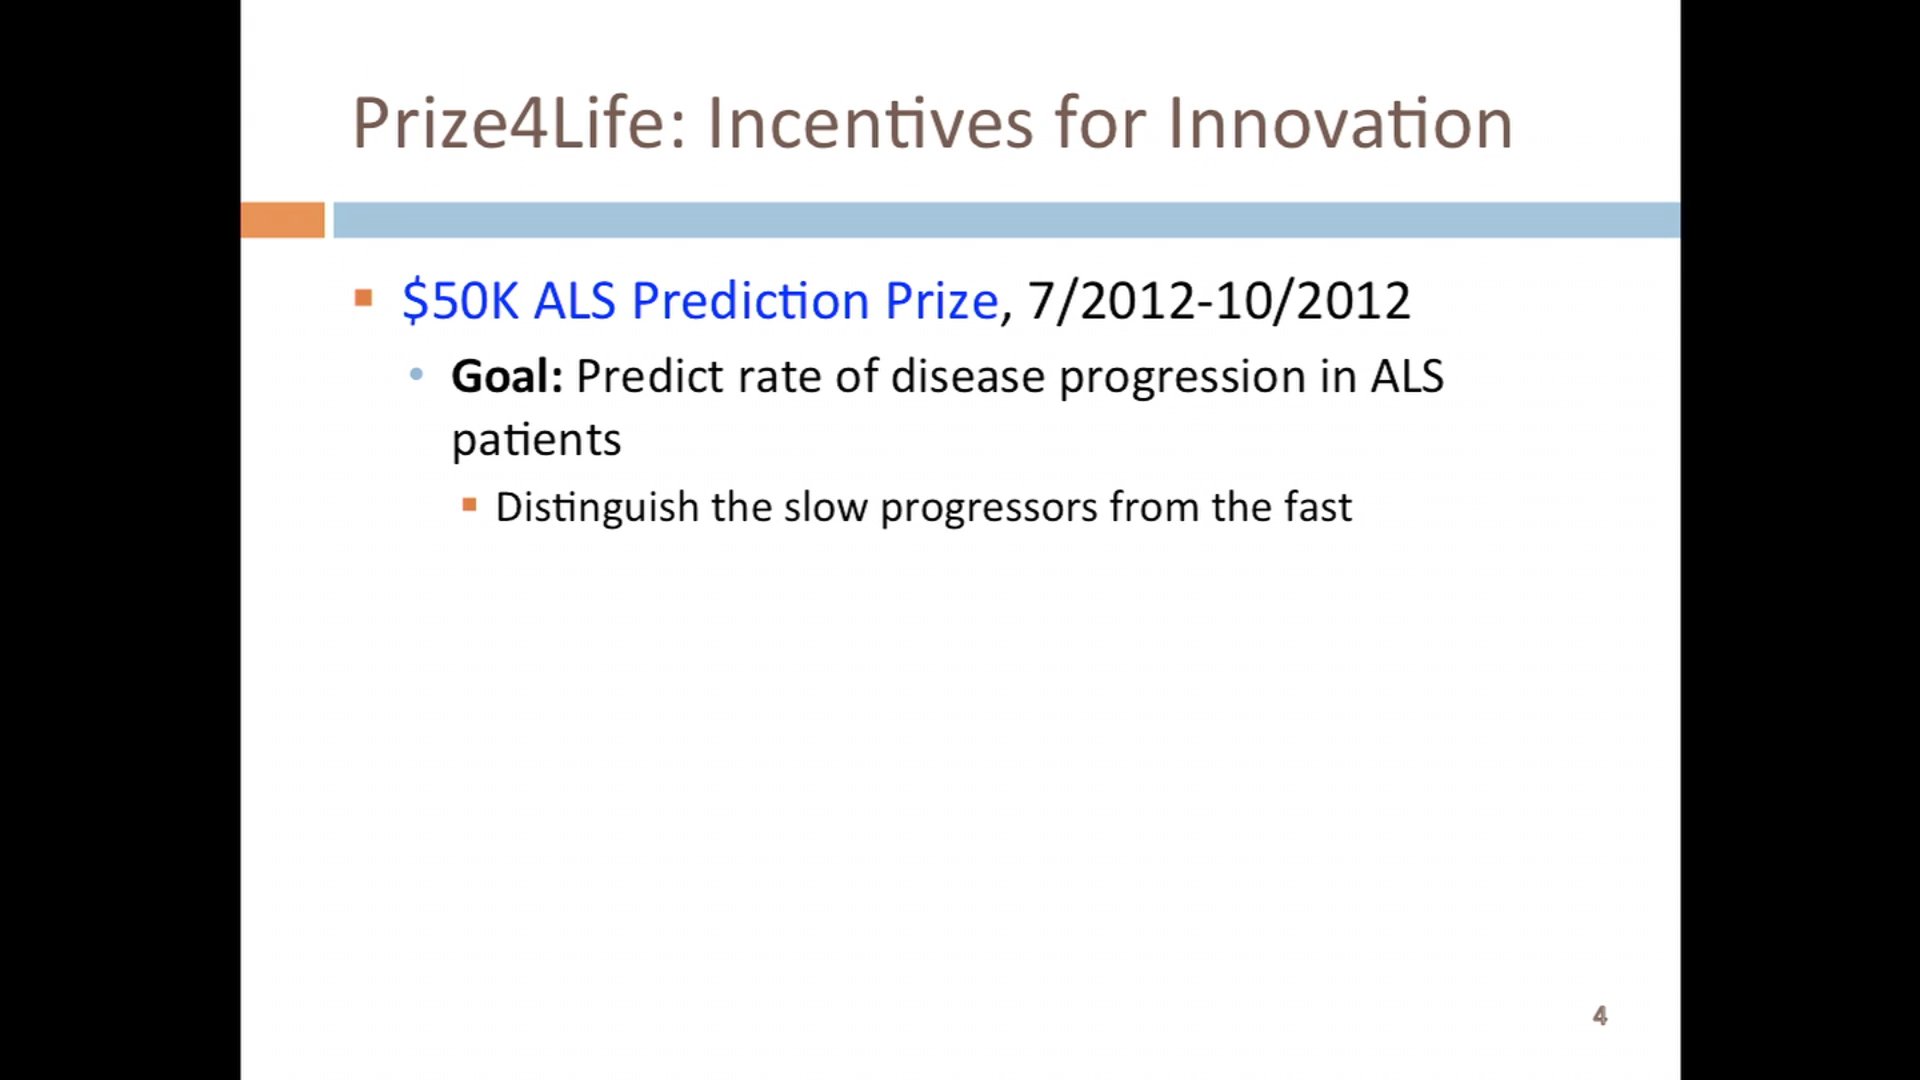 Prize4Life: Incentives for Innovation
$50K ALS Prediction Prize, 7/2012-10/2012
Goal: Predict rate of disease progression in ALS
patients
Distinguish the slow progressors from the fast
4